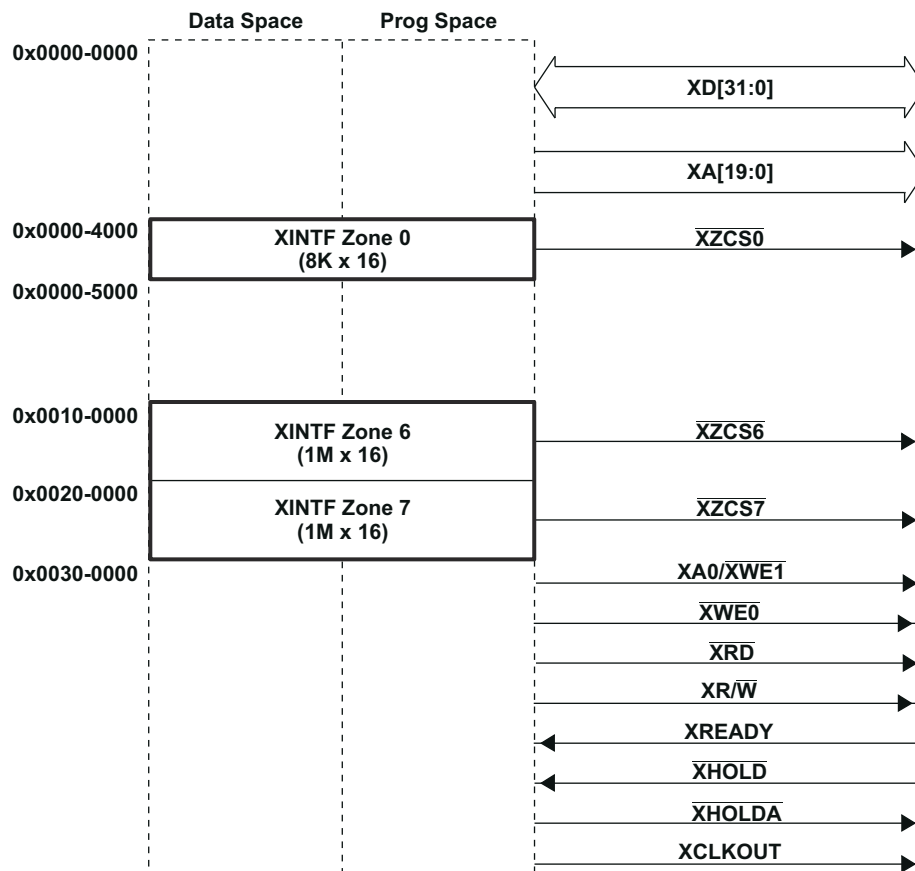 Data Space Prog Space
0x0000-0000
XD[31:0]
XA[19:0]
0x0000-4000
XINTF Zone 0
(8K x 16)
XZCS0
0x0000-5000
0x0010-0000
XINTF Zone 6
(1M x 16)
XZCS6
0x0020-0000
XINTF Zone 7
(1M x 16)
XZCS7
0x0030-0000
XA0/XWE1
XWE0
XRD
XR/W
XREADY
XHOLD
XHOLDA
XCLKOUT